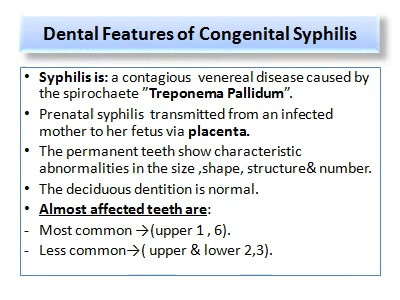 Dental Features of Congenital Syphilis
• Syphilis is: a contagious venereal disease caused by
the spirochaete ”Treponema Pallidum”.
• Prenatal syphilis transmitted from an infected
mother to her fetus via placenta.
• The permanent teeth show characteristic
abnormalities in the size ,shape, structure& number.
• The deciduous dentition is normal.
• Almost affected teeth are:
- Most common →(upper 1 , 6).
- Less common→( upper & lower 2,3).